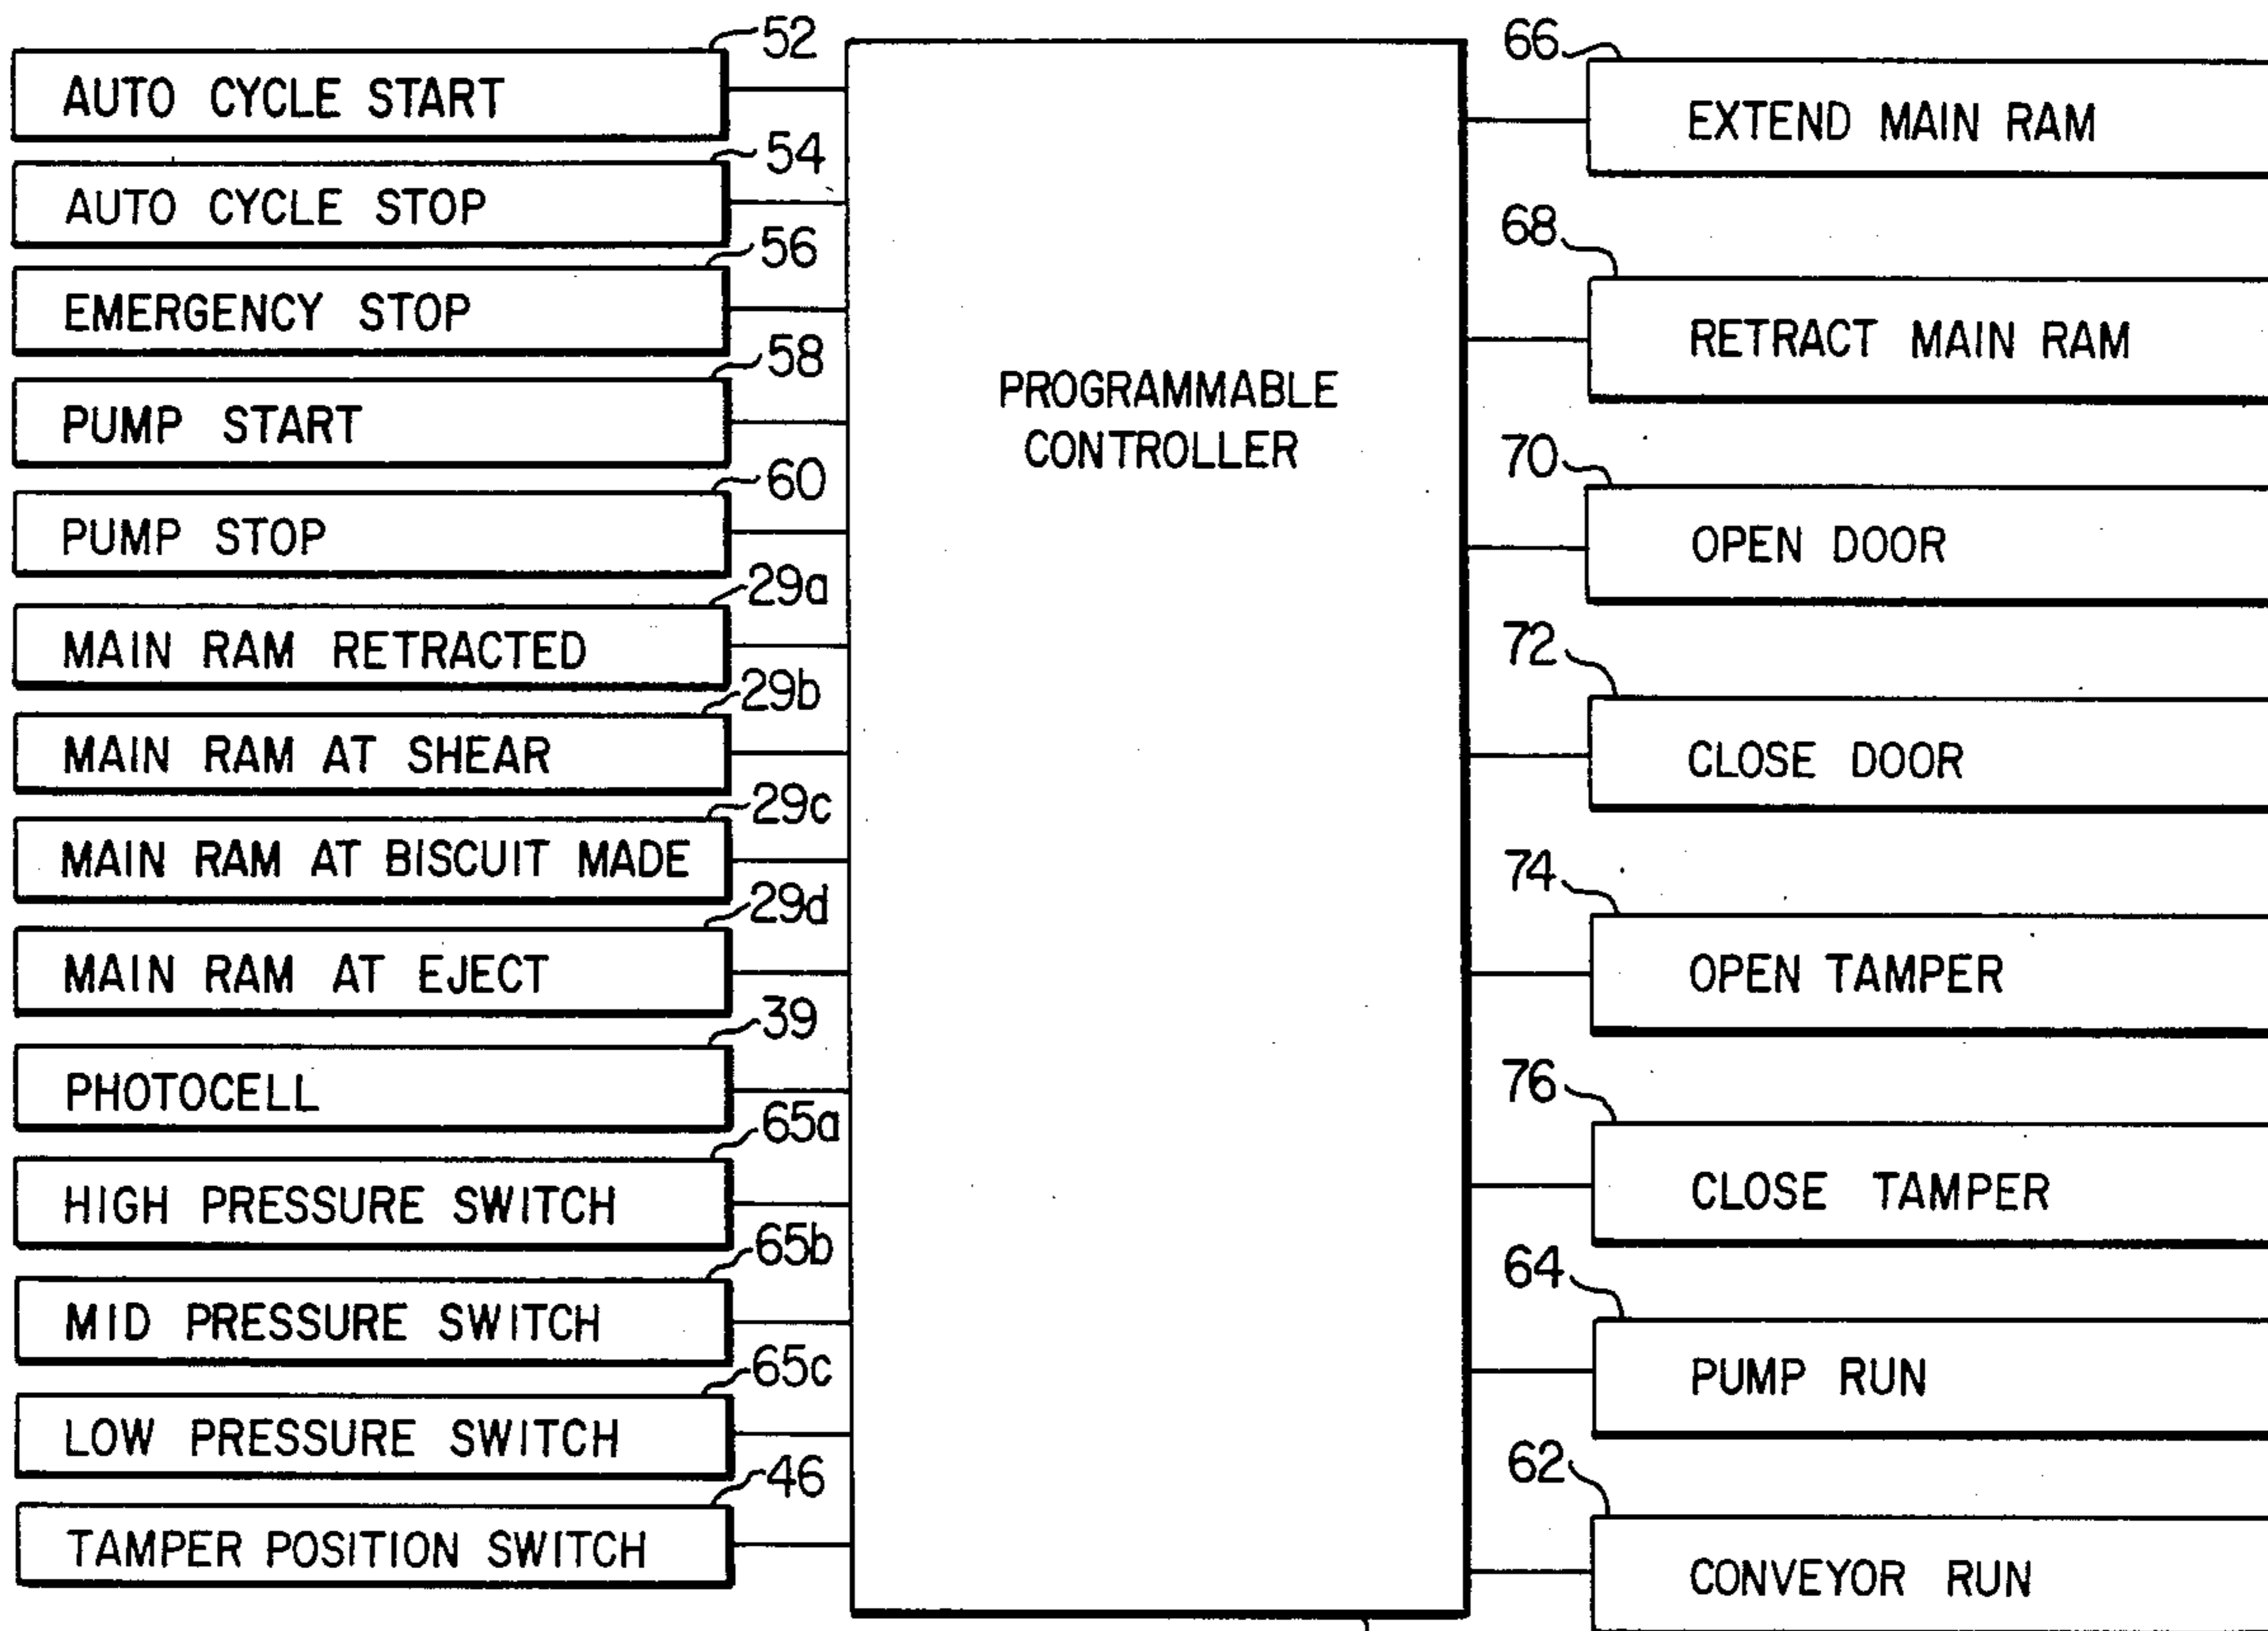 52
AUTO CYCLE START
54
AUTO CYCLE STOP
56
EMERGENCY STOP
58
PUMP START
60
PUMP STOP
29a
MAIN RAM RETRACTED
29b
MAIN RAM AT SHEAR
29c
MAIN RAM AT BISCUIT MADE
29d
MAIN RAM AT EJECT
39
PHOTOCELL
65a
HIGH PRESSURE SWITCH
65b
MID PRESSURE SWITCH
65c
LOW PRESSURE SWITCH
46
TAMPER POSITION SWITCH
PROGRAMMABLE
CONTROLLER
66
EXTEND MAIN RAM
68
RETRACT MAIN RAM
70
OPEN DOOR
72
CLOSE DOOR
74
OPEN TAMPER
76
CLOSE TAMPER
64
PUMP RUN
62
CONVEYOR RUN